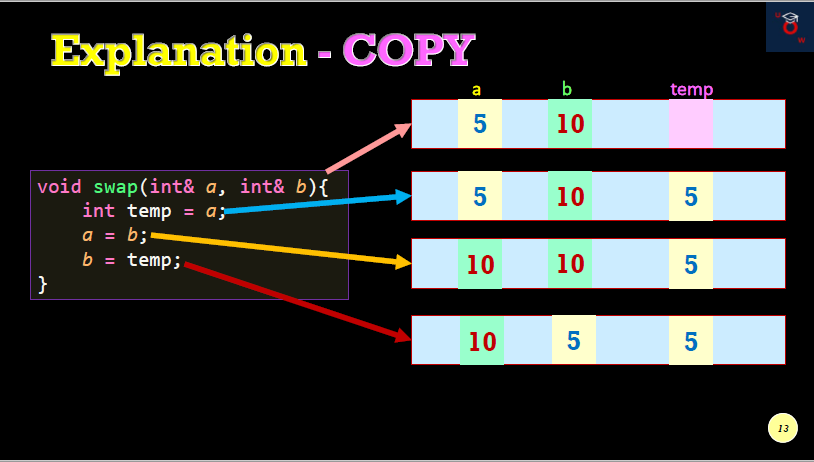 Explanation - COPY
U O W
a b temp
5 10
void swap(int& a, int& b){
int temp = a;
a = b;
b = temp;
}
5 10 5
10 10 5
10 5 5
13